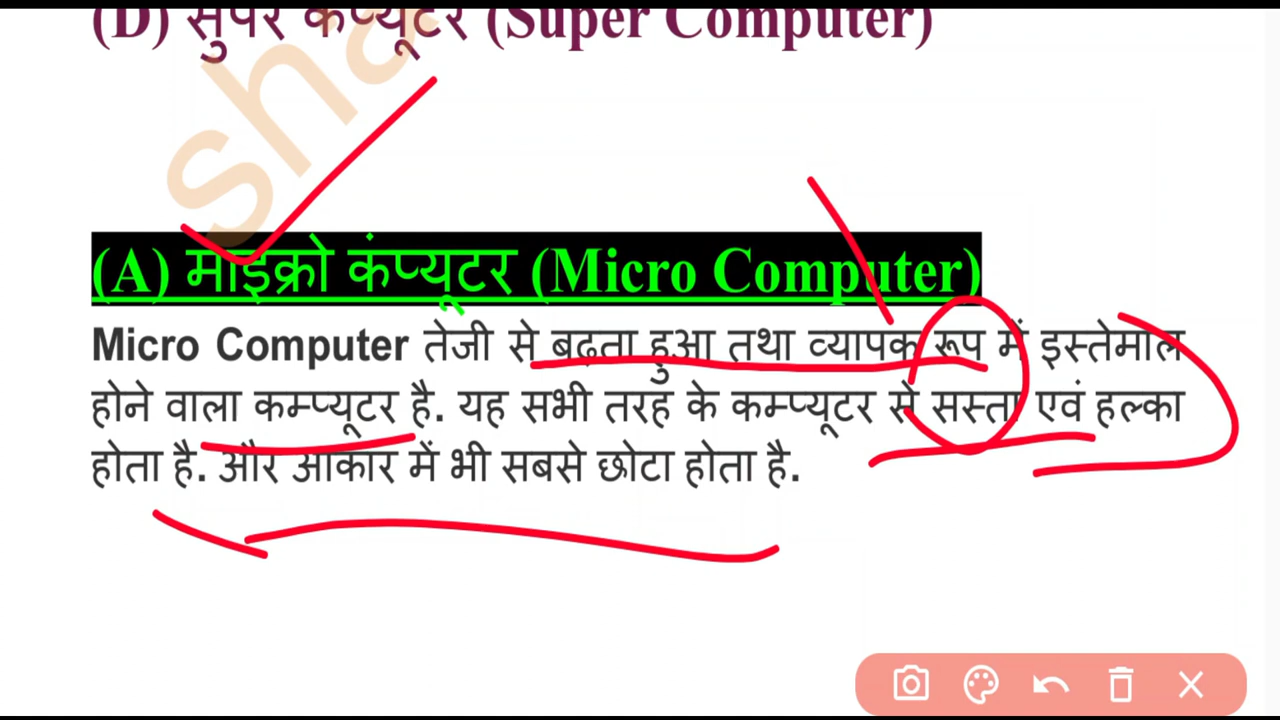 (D) सुपर कंप्यूटर (Super Computer)
sha
(A) माइक्रो कंप्यूटर (Micro Computer)
Micro Computer तेजी से बढ़ता हुआ तथा व्यापक रूप में इस्तेमाल
होने वाला कम्प्यूटर है. यह सभी तरह के कम्प्यूटर से सस्ता एवं हल्का
होता है. और आकार में भी सबसे छोटा होता है.